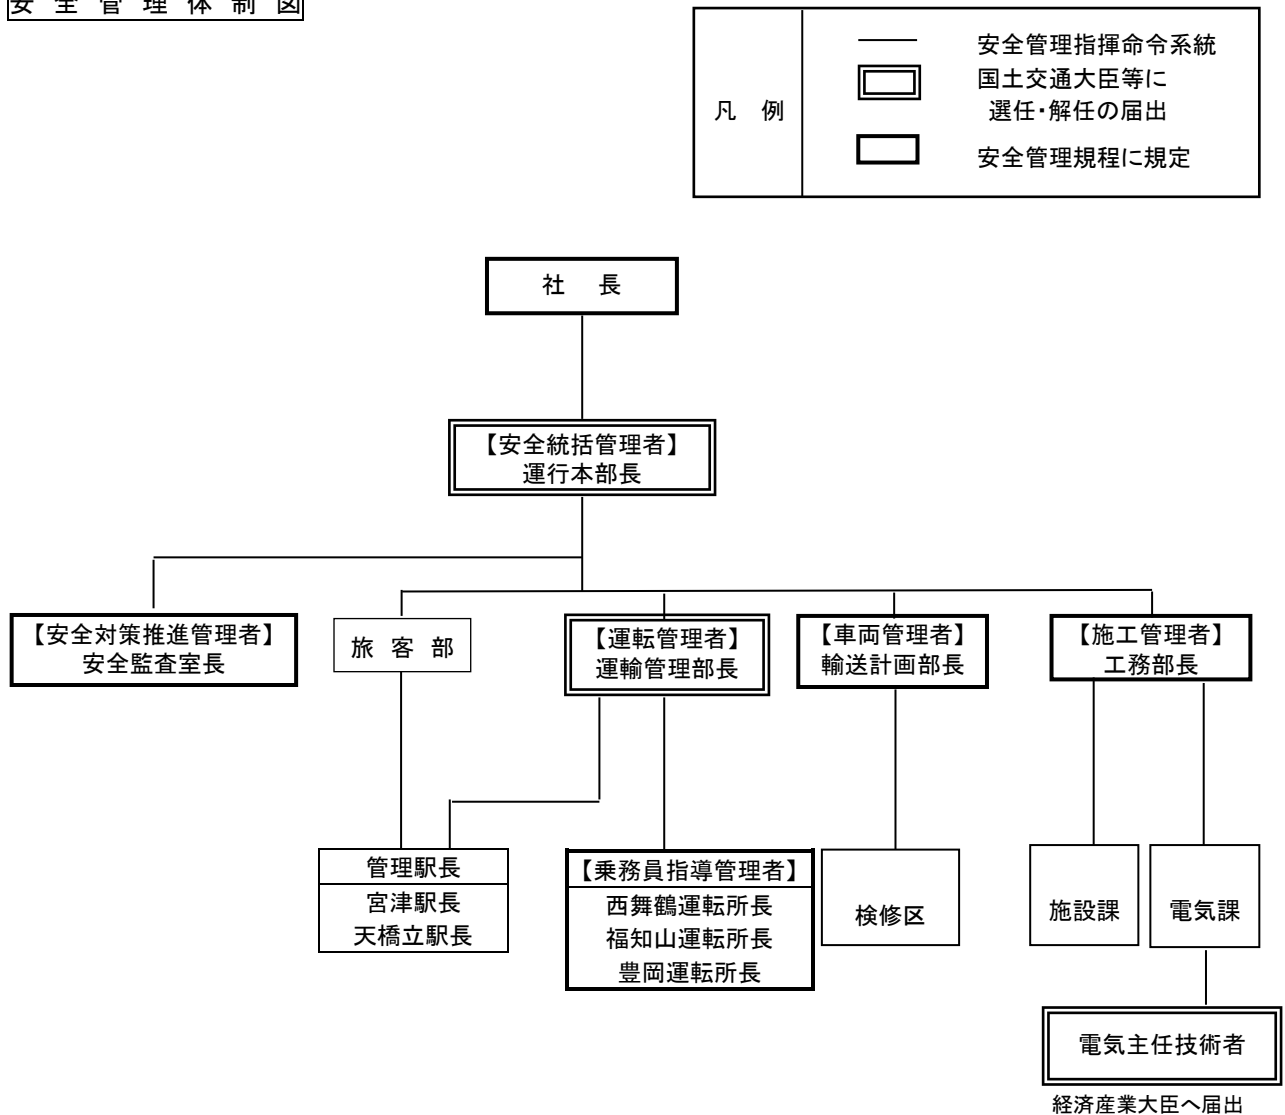 安全管理体制図
凡 例
安全管理指揮命令系統
国土交通大臣等に
選任・解任の届出
安全管理規程に規定
社 長
【安全統括管理者】
運行本部長
【安全対策推進管理者】
安全監査室長
旅 客 部
【運転管理者】
運輸管理部長
【車両管理者】
輸送計画部長
【施工管理者】
工務部長
管理駅長
宮津駅長
天橋立駅長
【乗務員指導管理者】
西舞鶴運転所長
福知山運転所長
豊岡運転所長
検修区
施設課
電気課
電気主任技術者
経済産業大臣へ届出